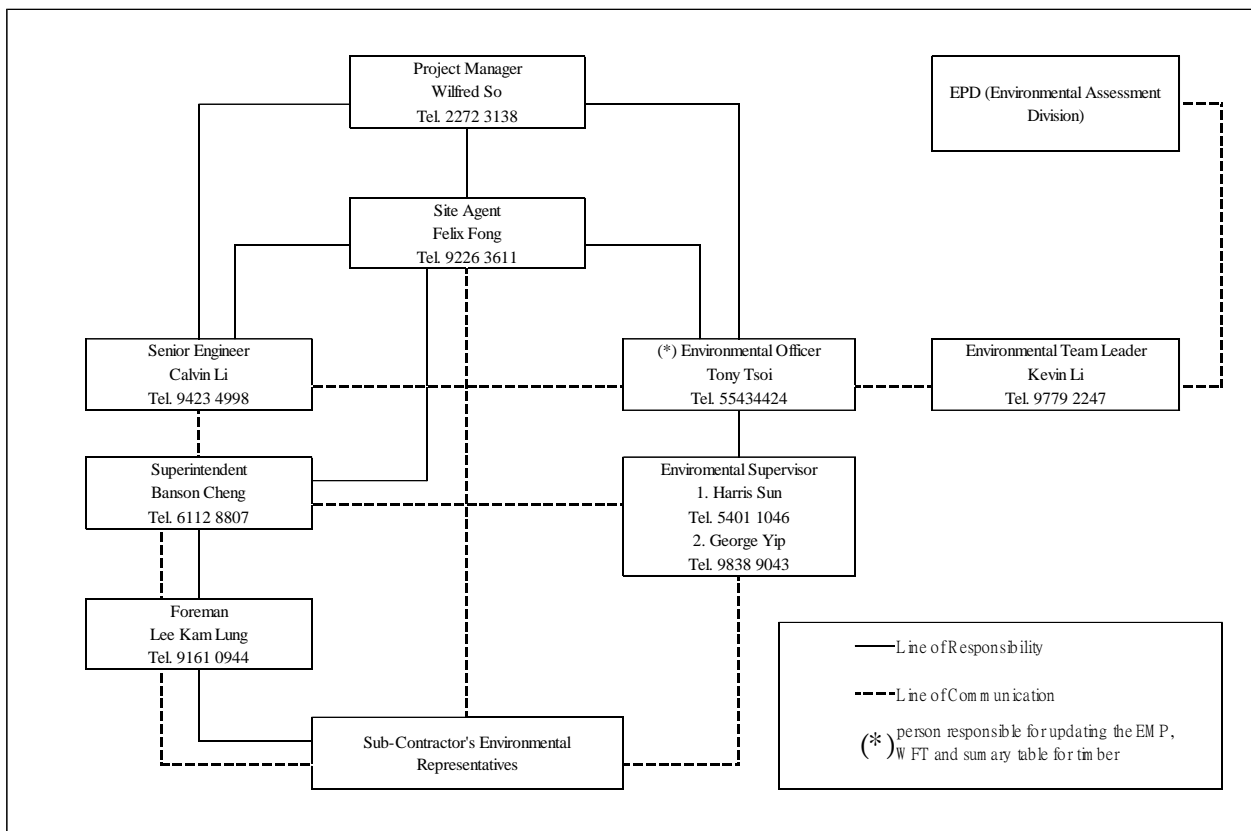 Project Manager
Wilfred So
Tel. 2272 3138
EPD (Environmental Assessment
Division)
Site Agent
Felix Fong
Tel. 9226 3611
Senior Engineer
Calvin Li
Tel. 9423 4998
(*) Environmental Officer
Tony Tsoi
Tel. 55434424
Environmental Team Leader
Kevin Li
Tel. 9779 2247
Superintendent
Banson Cheng
Tel. 6112 8807
Enviromental Supervisor
1. Harris Sun
Tel. 5401 1046
2. George Yip
Tel. 9838 9043
Foreman
Lee Kam Lung
Tel. 9161 0944
Sub-Contractor's Environmental
Representatives
Line of Responsibility
Line of Communication
(*) person responsible for updating the EMP,
WFT and sumary table for timber